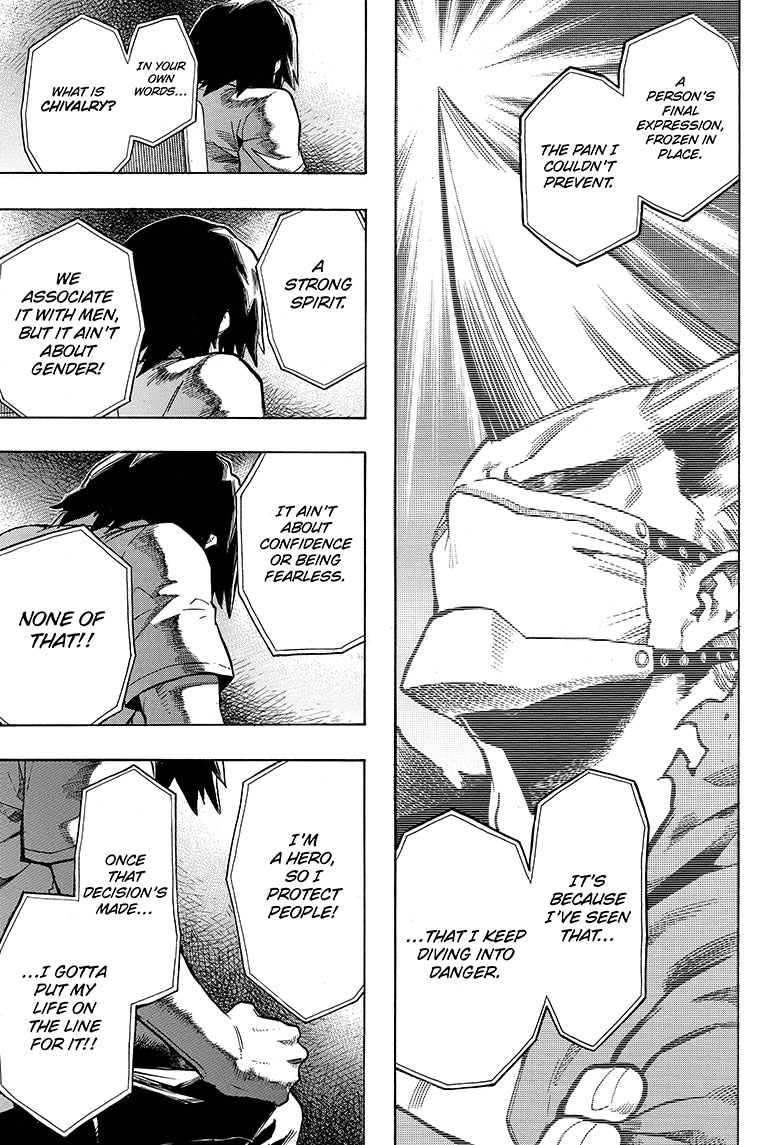 A
PERSON'S
FINAL
EXPRESSION,
FROZEN IN
PLACE.
THE PAIN I
COULDN'T
PREVENT.
IT'S
BECAUSE
I'VE SEEN
THAT...
...THAT I KEEP
DIVING INTO
DANGER.
IN YOUR
OWN
WORDS...
WHAT IS
CHIVALRY?
A
STRONG
SPIRIT.
WE
ASSOCIATE
IT WITH MEN,
BUT IT AIN'T
ABOUT
GENDER!
IT AIN'T
ABOUT
CONFIDENCE
OR BEING
FEARLESS.
NONE OF
THAT!!
I'M
A HERO,
SO I
PROTECT
PEOPLE!
ONCE
THAT
DECISION'S
MADE...
...I GOTTA
PUT MY
LIFE ON
THE LINE
FOR IT!!